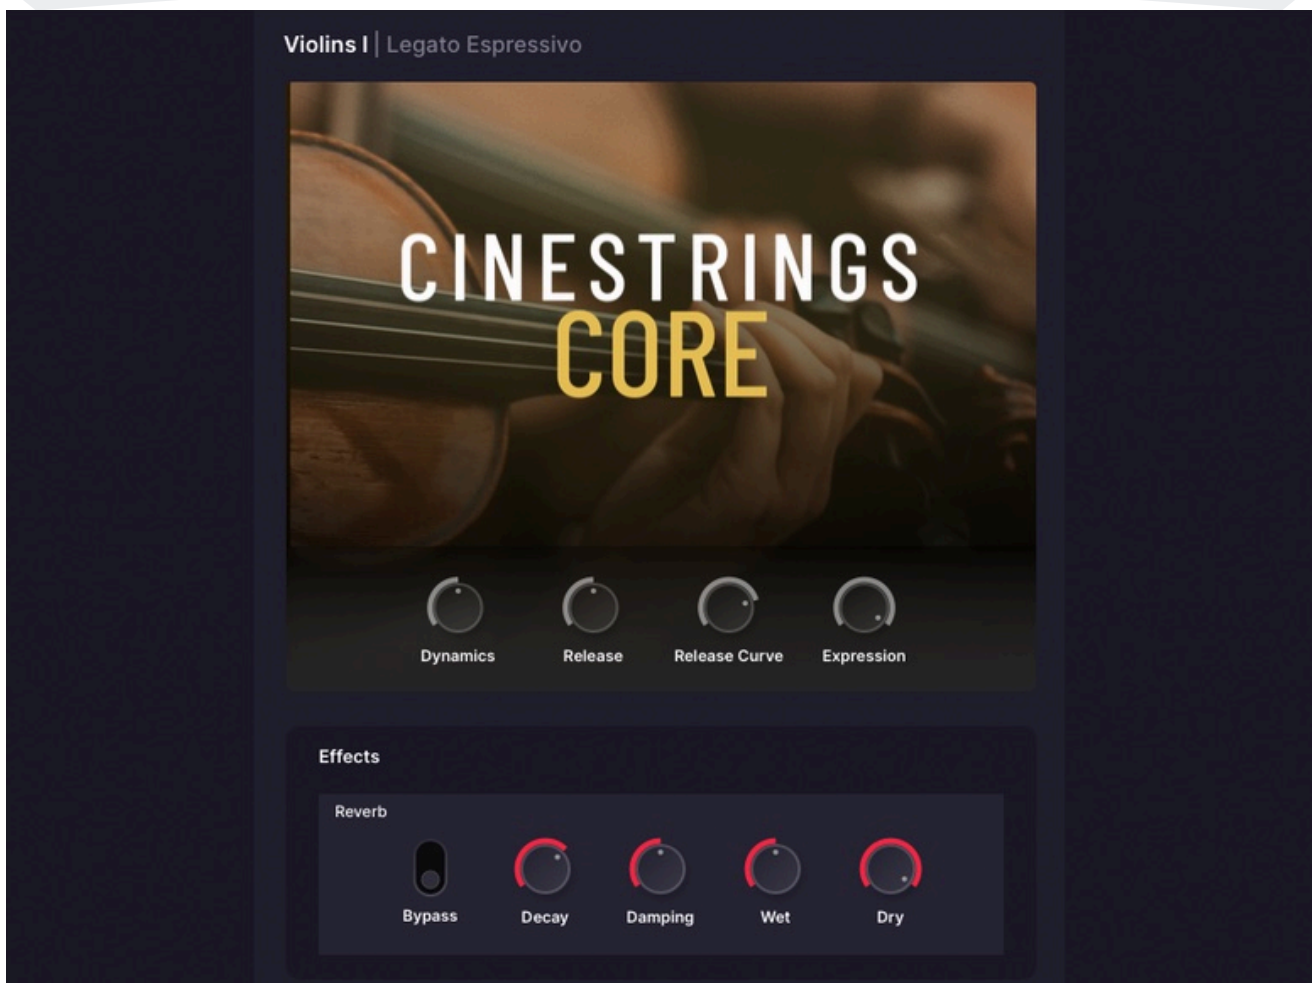 Violins I | Legato Espressivo
CINESTRINGS
CORE
Dynamics Release Release Curve Expression
Effects
Reverb
Bypass Decay Damping Wet Dry